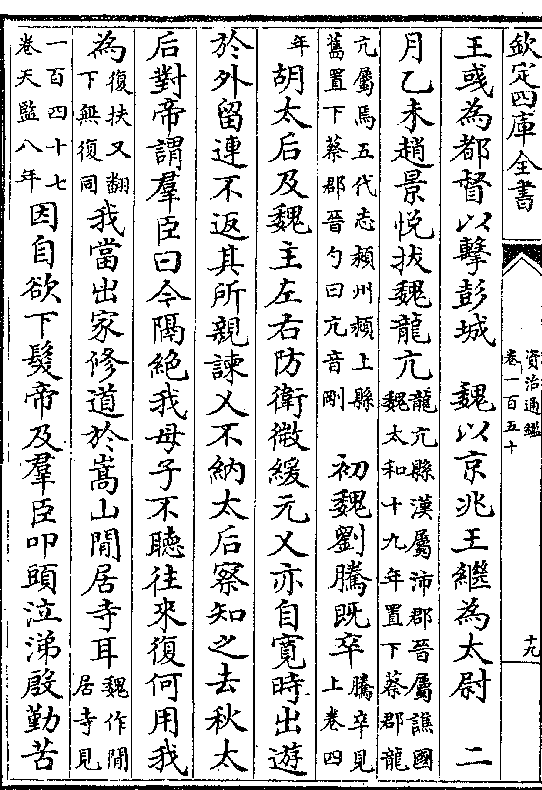 欽定四庫全書
資治通鑑
卷一百五十
十九
王彧為都督以擊彭城　魏以京兆王繼為太尉　二
月乙未趙景悅拔魏龍亢龍亢縣漢屬沛郡晉屬譙國魏太和十九年置下蔡郡龍
亢屬焉五代志潁州潁上縣舊置下蔡郡晉勺曰亢音剛　初魏劉騰既卒騰卒見上卷四
年　胡太后及魏主左右防衛微緩元乂亦自寬時出遊
於外留連不返其所親諫乂不納太后察知之去秋太
后對帝謂羣臣曰今隔絶我母子不聽往來復何用我
為復扶又翻下無復同我當出家修道於嵩山閒居寺耳魏作閒居寺見
一百四十七卷天監八年因自欲下髮帝及羣臣叩頭泣涕殷勤苦